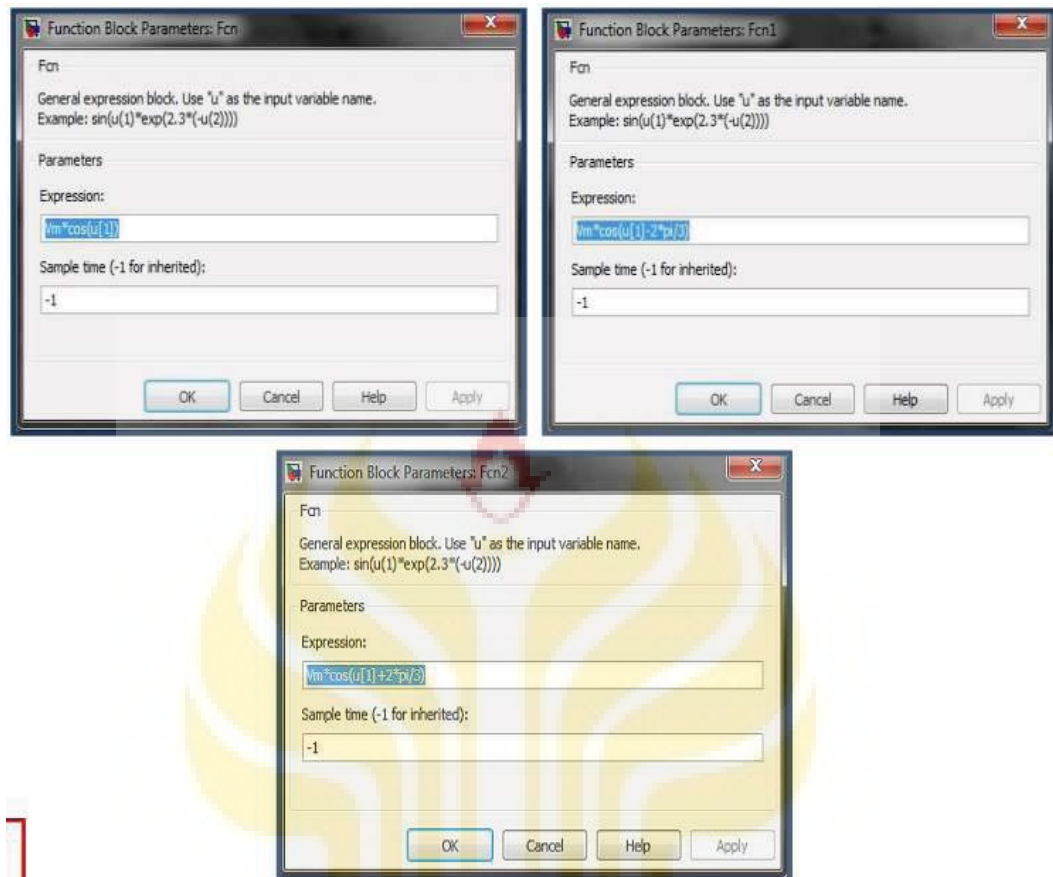 Function Block Parameters: Fcn
Fcn
General expression block. Use "u" as the input variable name.
Example: sin(u(1)*exp(2.3*(-u(2))))
Parameters
Expression:
Vm*cos(u[1])
Sample time (-1 for inherited):
-1
OK Cancel Help Apply
Function Block Parameters: Fcn1
Fcn
General expression block. Use "u" as the input variable name.
Example: sin(u(1)*exp(2.3*(-u(2))))
Parameters
Expression:
Vm*cos(u[1]-2*pi/3)
Sample time (-1 for inherited):
-1
OK Cancel Help Apply
Function Block Parameters: Fcn2
Fcn
General expression block. Use "u" as the input variable name.
Example: sin(u(1)*exp(2.3*(-u(2))))
Parameters
Expression:
Vm*cos(u[1]+2*pi/3)
Sample time (-1 for inherited):
-1
OK Cancel Help Apply